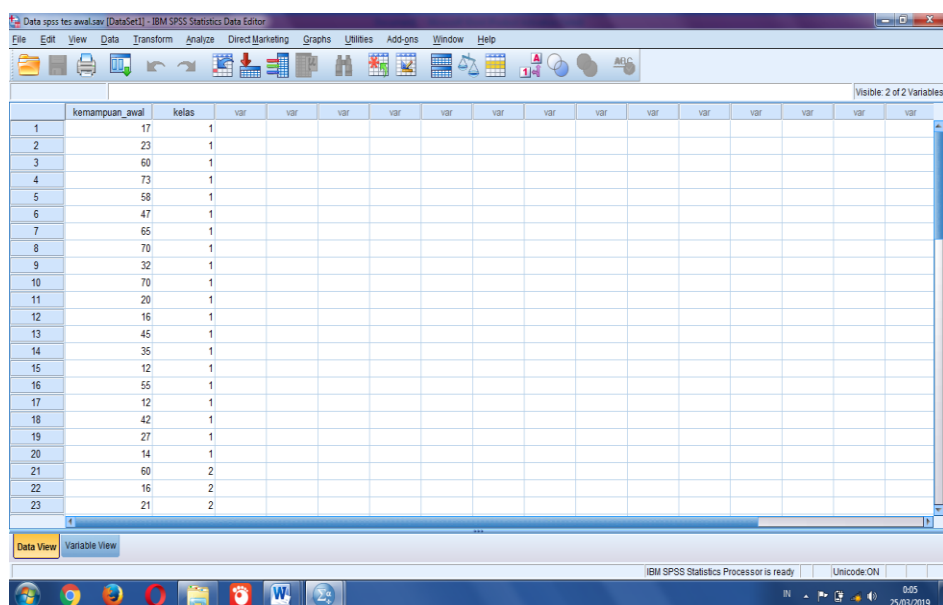 Data spss tes awal.sav [DataSet1] - IBM SPSS Statistics Data Editor
File Edit View Data Transform Analyze Direct Marketing Graphs Utilities Add-ons Window Help
Visible: 2 of 2 Variables
kemampuan_awal kelas var var var var var var var var var var var var var var
1 17 1
2 23 1
3 60 1
4 73 1
5 58 1
6 47 1
7 65 1
8 70 1
9 32 1
10 70 1
11 20 1
12 16 1
13 45 1
14 35 1
15 12 1
16 55 1
17 12 1
18 42 1
19 27 1
20 14 1
21 60 2
22 16 2
23 21 2
Data View Variable View
IBM SPSS Statistics Processor is ready Unicode:ON
IN 0:05
25/03/2019